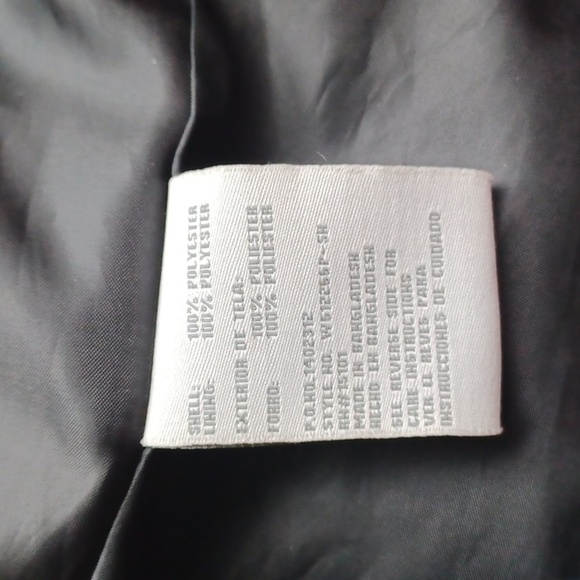 SHELL: 100% POLYESTER
LINING: 100% POLYESTER
EXTERIOR DE TELA:
100% POLIESTER
FORRO: 100% POLIESTER
P.O.NO.1402312
STYLE NO. W612266P-SH
RN#15101
MADE IN BANGLADESH
HECHO EN BANGLADESH
SEE REVERSE SIDE FOR
CARE INSTRUCTIONS
VER EL REVES PARA
INSTRUCCIONES DE CUIDADO